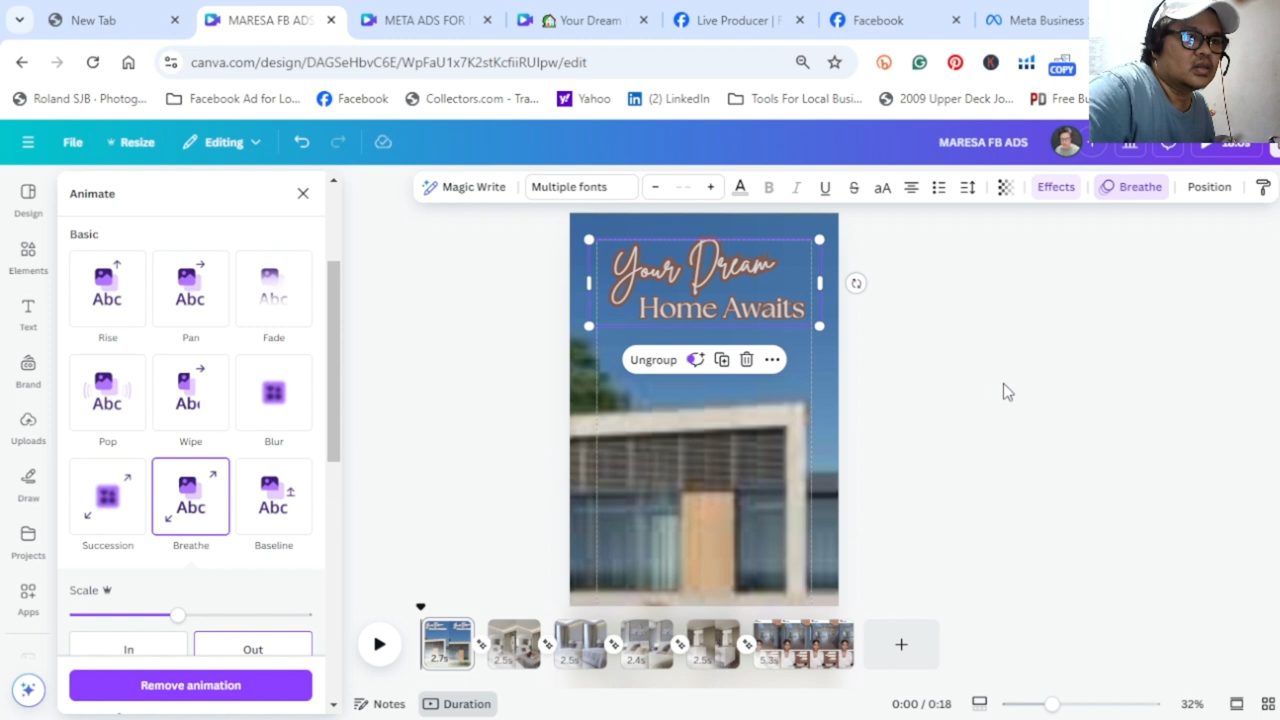 New Tab
MARESA FB ADS
META ADS FOR
Your Dream
Live Producer |
Facebook
Meta Business
canva.com/design/DAGSeHbvC6E/WpFaU1x7K2stKcfiiRUIpw/edit
COPY
Roland SJB · Photog...
Facebook Ad for Lo...
Facebook
Collectors.com - Tra...
Yahoo
(2) LinkedIn
Tools For Local Busi...
2009 Upper Deck Jo...
Free Bu
File
Resize
Editing
MARESA FB ADS
Design
Elements
Text
Brand
Uploads
Draw
Projects
Apps
Animate
Basic
Abc
Abc
Abc
Rise
Pan
Fade
Abc
Ab
Pop
Wipe
Blur
Abc
Abc
Succession
Breathe
Baseline
Scale
In
Out
Remove animation
Magic Write
Multiple fonts
A
B
I
U
S
aA
Effects
Breathe
Position
Your Dream
Home Awaits
Ungroup
2.7s
2.5s
2.5s
2.4s
2.5s
5.3s
Notes
Duration
0:00 / 0:18
32%